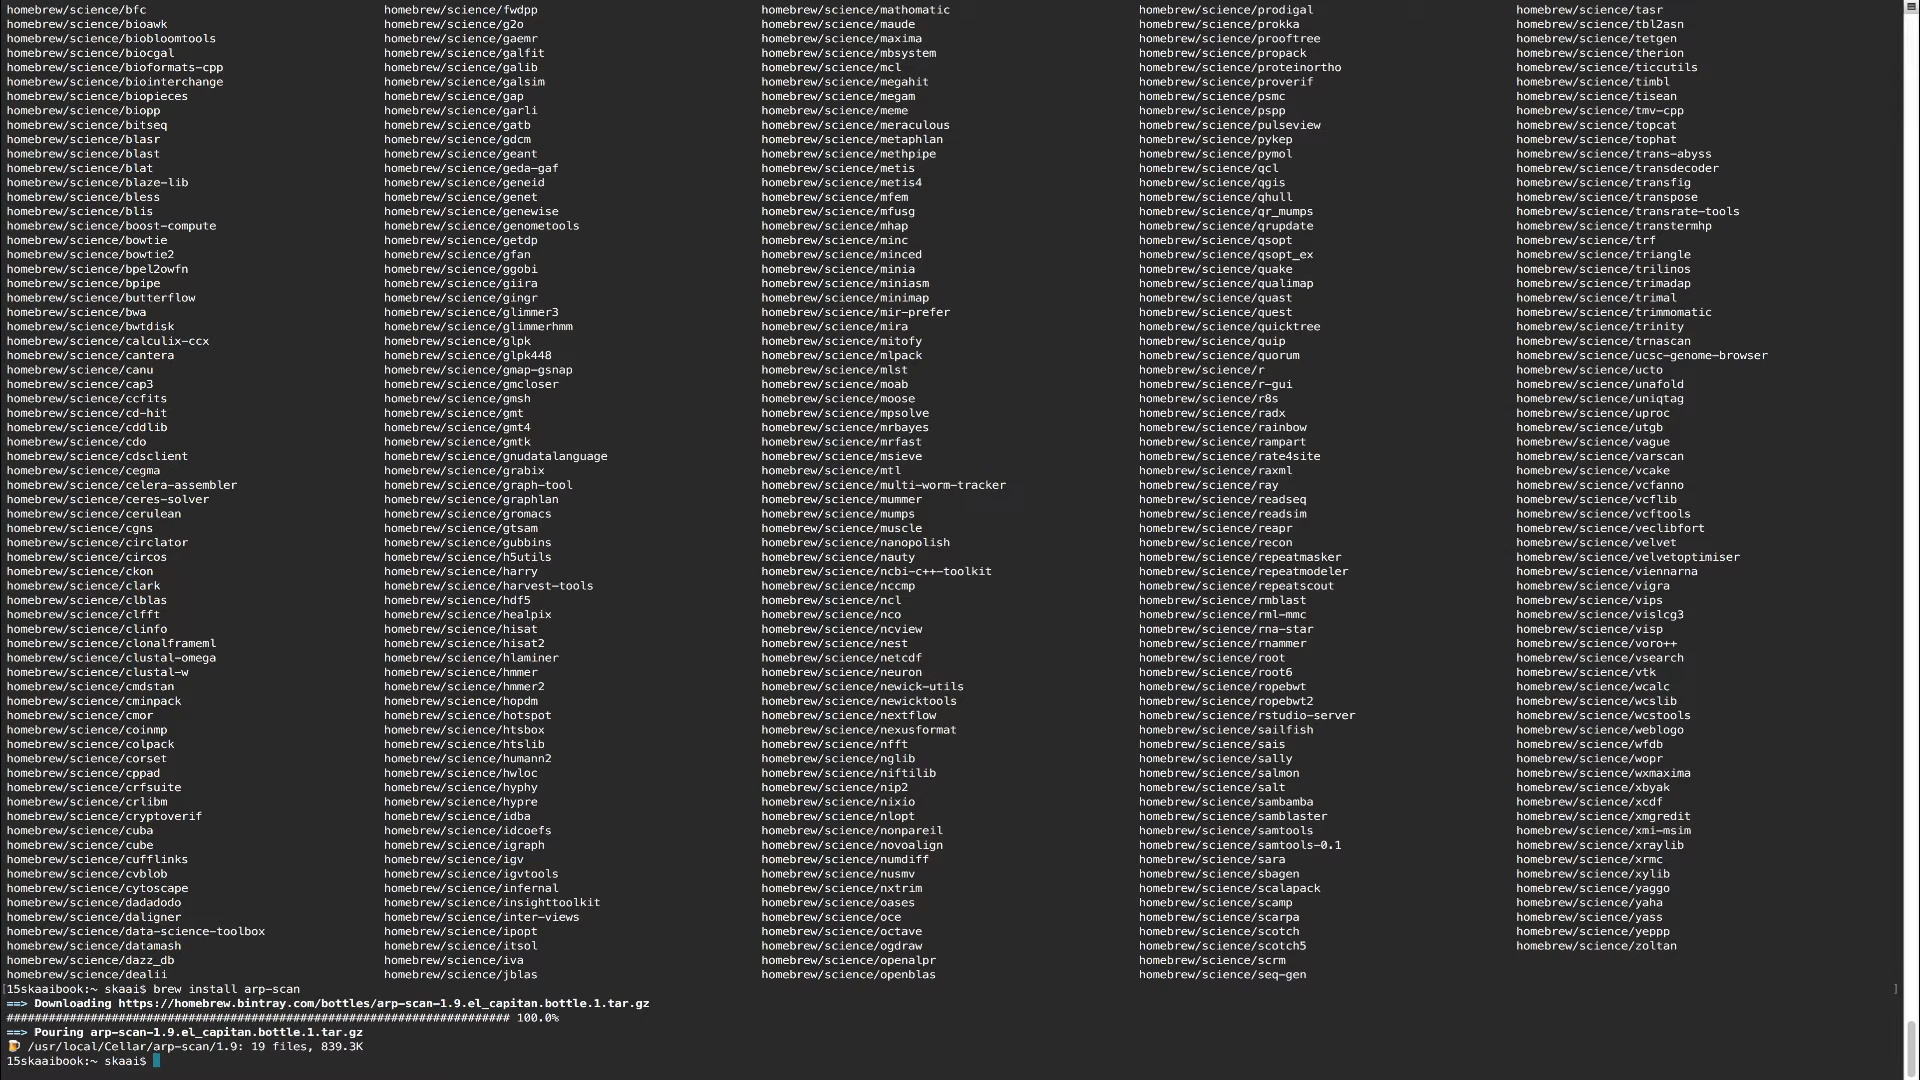 homebrew/science/bfc homebrew/science/fwdpp homebrew/science/mathomatic homebrew/science/prodigal homebrew/science/tasr
homebrew/science/bioawk homebrew/science/g2o homebrew/science/maude homebrew/science/prokka homebrew/science/tbl2asn
homebrew/science/biobloomtools homebrew/science/gaemr homebrew/science/maxima homebrew/science/prooftree homebrew/science/tetgen
homebrew/science/biocgal homebrew/science/galfit homebrew/science/mbsystem homebrew/science/propack homebrew/science/therion
homebrew/science/bioformats-cpp homebrew/science/galib homebrew/science/mcl homebrew/science/proteinortho homebrew/science/ticcutils
homebrew/science/biointerchange homebrew/science/galsim homebrew/science/megahit homebrew/science/proverif homebrew/science/timbl
homebrew/science/biopieces homebrew/science/gap homebrew/science/megam homebrew/science/psmc homebrew/science/tisean
homebrew/science/biopp homebrew/science/garli homebrew/science/meme homebrew/science/pspp homebrew/science/tmv-cpp
homebrew/science/bitseq homebrew/science/gatb homebrew/science/meraculous homebrew/science/pulseview homebrew/science/topcat
homebrew/science/blasr homebrew/science/gdcm homebrew/science/metaphlan homebrew/science/pykep homebrew/science/tophat
homebrew/science/blast homebrew/science/geant homebrew/science/methpipe homebrew/science/pymol homebrew/science/trans-abyss
homebrew/science/blat homebrew/science/geda-gaf homebrew/science/metis homebrew/science/qcl homebrew/science/transdecoder
homebrew/science/blaze-lib homebrew/science/geneid homebrew/science/metis4 homebrew/science/qgis homebrew/science/transfig
homebrew/science/bless homebrew/science/genet homebrew/science/mfem homebrew/science/qhull homebrew/science/transpose
homebrew/science/blis homebrew/science/genewise homebrew/science/mfusg homebrew/science/qr_mumps homebrew/science/transrate-tools
homebrew/science/boost-compute homebrew/science/genometools homebrew/science/mhap homebrew/science/qrupdate homebrew/science/transtermhp
homebrew/science/bowtie homebrew/science/getdp homebrew/science/minc homebrew/science/qsopt homebrew/science/trf
homebrew/science/bowtie2 homebrew/science/gfan homebrew/science/minced homebrew/science/qsopt_ex homebrew/science/triangle
homebrew/science/bpel2owfn homebrew/science/ggobi homebrew/science/minia homebrew/science/quake homebrew/science/trilinos
homebrew/science/bpipe homebrew/science/giira homebrew/science/miniasm homebrew/science/qualimap homebrew/science/trimadap
homebrew/science/butterflow homebrew/science/gingr homebrew/science/minimap homebrew/science/quast homebrew/science/trimal
homebrew/science/bwa homebrew/science/glimmer3 homebrew/science/mir-prefer homebrew/science/quest homebrew/science/trimmomatic
homebrew/science/bwtdisk homebrew/science/glimmerhmm homebrew/science/mira homebrew/science/quicktree homebrew/science/trinity
homebrew/science/calculix-ccx homebrew/science/glpk homebrew/science/mitofy homebrew/science/quip homebrew/science/trnascan
homebrew/science/cantera homebrew/science/glpk448 homebrew/science/mlpack homebrew/science/quorum homebrew/science/ucsc-genome-browser
homebrew/science/canu homebrew/science/gmap-gsnap homebrew/science/mlst homebrew/science/r homebrew/science/ucto
homebrew/science/cap3 homebrew/science/gmcloser homebrew/science/moab homebrew/science/r-gui homebrew/science/unafold
homebrew/science/ccfits homebrew/science/gmsh homebrew/science/moose homebrew/science/r8s homebrew/science/uniqtag
homebrew/science/cd-hit homebrew/science/gmt homebrew/science/mpsolve homebrew/science/radx homebrew/science/uproc
homebrew/science/cddlib homebrew/science/gmt4 homebrew/science/mrbayes homebrew/science/rainbow homebrew/science/utgb
homebrew/science/cdo homebrew/science/gmtk homebrew/science/mrfast homebrew/science/rampart homebrew/science/vague
homebrew/science/cdsclient homebrew/science/gnudatalanguage homebrew/science/msieve homebrew/science/rate4site homebrew/science/varscan
homebrew/science/cegma homebrew/science/grabix homebrew/science/mtl homebrew/science/raxml homebrew/science/vcake
homebrew/science/celera-assembler homebrew/science/graph-tool homebrew/science/multi-worm-tracker homebrew/science/ray homebrew/science/vcfanno
homebrew/science/ceres-solver homebrew/science/graphlan homebrew/science/mummer homebrew/science/readseq homebrew/science/vcflib
homebrew/science/cerulean homebrew/science/gromacs homebrew/science/mumps homebrew/science/readsim homebrew/science/vcftools
homebrew/science/cgns homebrew/science/gtsam homebrew/science/muscle homebrew/science/reapr homebrew/science/veclibfort
homebrew/science/circlator homebrew/science/gubbins homebrew/science/nanopolish homebrew/science/recon homebrew/science/velvet
homebrew/science/circos homebrew/science/h5utils homebrew/science/nauty homebrew/science/repeatmasker homebrew/science/velvetoptimiser
homebrew/science/ckon homebrew/science/harry homebrew/science/ncbi-c++-toolkit homebrew/science/repeatmodeler homebrew/science/viennarna
homebrew/science/clark homebrew/science/harvest-tools homebrew/science/nccmp homebrew/science/repeatscout homebrew/science/vigra
homebrew/science/clblas homebrew/science/hdf5 homebrew/science/ncl homebrew/science/rmblast homebrew/science/vips
homebrew/science/clfft homebrew/science/healpix homebrew/science/nco homebrew/science/rml-mmc homebrew/science/vislcg3
homebrew/science/clinfo homebrew/science/hisat homebrew/science/ncview homebrew/science/rna-star homebrew/science/visp
homebrew/science/clonalframeml homebrew/science/hisat2 homebrew/science/nest homebrew/science/rnammer homebrew/science/voro++
homebrew/science/clustal-omega homebrew/science/hlaminer homebrew/science/netcdf homebrew/science/root homebrew/science/vsearch
homebrew/science/clustal-w homebrew/science/hmmer homebrew/science/neuron homebrew/science/root6 homebrew/science/vtk
homebrew/science/cmdstan homebrew/science/hmmer2 homebrew/science/newick-utils homebrew/science/ropebwt homebrew/science/wcalc
homebrew/science/cminpack homebrew/science/hopdm homebrew/science/newicktools homebrew/science/ropebwt2 homebrew/science/wcslib
homebrew/science/cmor homebrew/science/hotspot homebrew/science/nextflow homebrew/science/rstudio-server homebrew/science/wcstools
homebrew/science/coinmp homebrew/science/htsbox homebrew/science/nexusformat homebrew/science/sailfish homebrew/science/weblogo
homebrew/science/colpack homebrew/science/htslib homebrew/science/nfft homebrew/science/sais homebrew/science/wfdb
homebrew/science/corset homebrew/science/humann2 homebrew/science/nglib homebrew/science/sally homebrew/science/wopr
homebrew/science/cppad homebrew/science/hwloc homebrew/science/niftilib homebrew/science/salmon homebrew/science/wxmaxima
homebrew/science/crfsuite homebrew/science/hyphy homebrew/science/nip2 homebrew/science/salt homebrew/science/xbyak
homebrew/science/crlibm homebrew/science/hypre homebrew/science/nixio homebrew/science/sambamba homebrew/science/xcdf
homebrew/science/cryptoverif homebrew/science/idba homebrew/science/nlopt homebrew/science/samblaster homebrew/science/xmgredit
homebrew/science/cuba homebrew/science/idcoefs homebrew/science/nonpareil homebrew/science/samtools homebrew/science/xmi-msim
homebrew/science/cube homebrew/science/igraph homebrew/science/novoalign homebrew/science/samtools-0.1 homebrew/science/xraylib
homebrew/science/cufflinks homebrew/science/igv homebrew/science/numdiff homebrew/science/sara homebrew/science/xrmc
homebrew/science/cvblob homebrew/science/igvtools homebrew/science/nusmv homebrew/science/sbagen homebrew/science/xylib
homebrew/science/cytoscape homebrew/science/infernal homebrew/science/nxtrim homebrew/science/scalapack homebrew/science/yaggo
homebrew/science/dadadodo homebrew/science/insighttoolkit homebrew/science/oases homebrew/science/scamp homebrew/science/yaha
homebrew/science/daligner homebrew/science/inter-views homebrew/science/oce homebrew/science/scarpa homebrew/science/yass
homebrew/science/data-science-toolbox homebrew/science/ipopt homebrew/science/octave homebrew/science/scotch homebrew/science/yeppp
homebrew/science/datamash homebrew/science/itsol homebrew/science/ogdraw homebrew/science/scotch5 homebrew/science/zoltan
homebrew/science/dazz_db homebrew/science/iva homebrew/science/openalpr homebrew/science/scrm
homebrew/science/dealii homebrew/science/jblas homebrew/science/openblas homebrew/science/seq-gen
[15skaaibook:~ skaai$ brew install arp-scan ]
==> Downloading https://homebrew.bintray.com/bottles/arp-scan-1.9.el_capitan.bottle.1.tar.gz
######################################################################## 100.0%
==> Pouring arp-scan-1.9.el_capitan.bottle.1.tar.gz
🍺 /usr/local/Cellar/arp-scan/1.9: 19 files, 839.3K
15skaaibook:~ skaai$